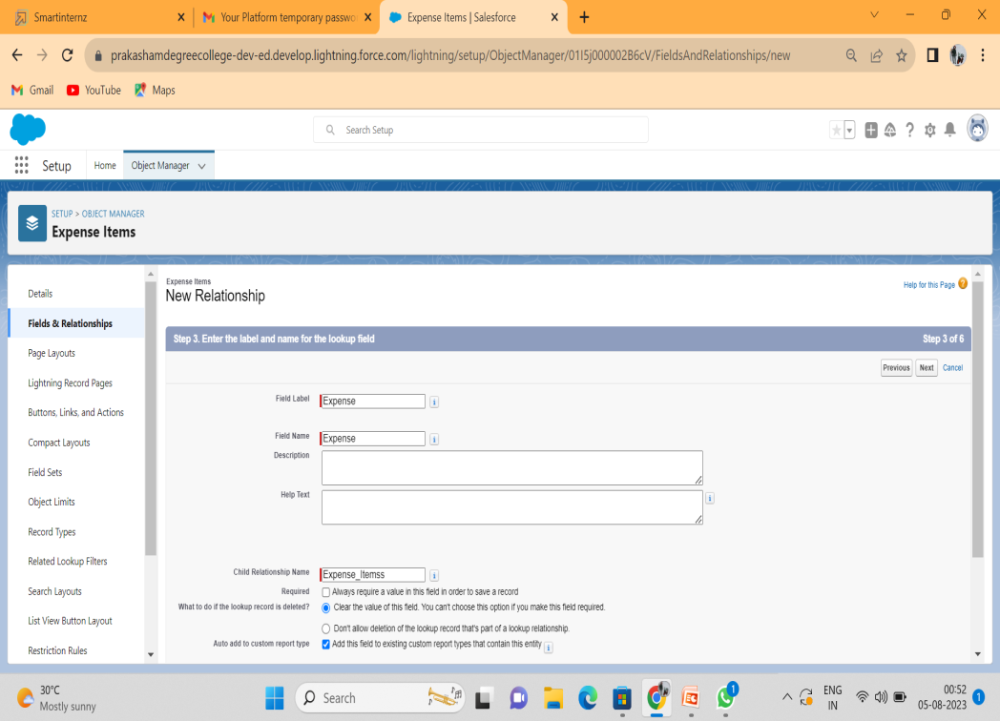 Smartinternz
Your Platform temporary passwo
Expense Items | Salesforce
prakashamdegreecollege-dev-ed.develop.lightning.force.com/lightning/setup/ObjectManager/01I5j000002B6cV/FieldsAndRelationships/new
Gmail YouTube Maps
Search Setup
Setup Home Object Manager
SETUP > OBJECT MANAGER
Expense Items
Details
Fields & Relationships
Page Layouts
Lightning Record Pages
Buttons, Links, and Actions
Compact Layouts
Field Sets
Object Limits
Record Types
Related Lookup Filters
Search Layouts
List View Button Layout
Restriction Rules
Expense Items
New Relationship
Help for this Page
Step 3. Enter the label and name for the lookup field Step 3 of 6
Previous Next Cancel
Field Label Expense
Field Name Expense
Description
Help Text
Child Relationship Name Expense_Itemss
Required Always require a value in this field in order to save a record
What to do if the lookup record is deleted? Clear the value of this field. You can't choose this option if you make this field required.
Don't allow deletion of the lookup record that's part of a lookup relationship.
Auto add to custom report type Add this field to existing custom report types that contain this entity
30°C
Mostly sunny
Search
1
ENG
IN
00:52
05-08-2023
1